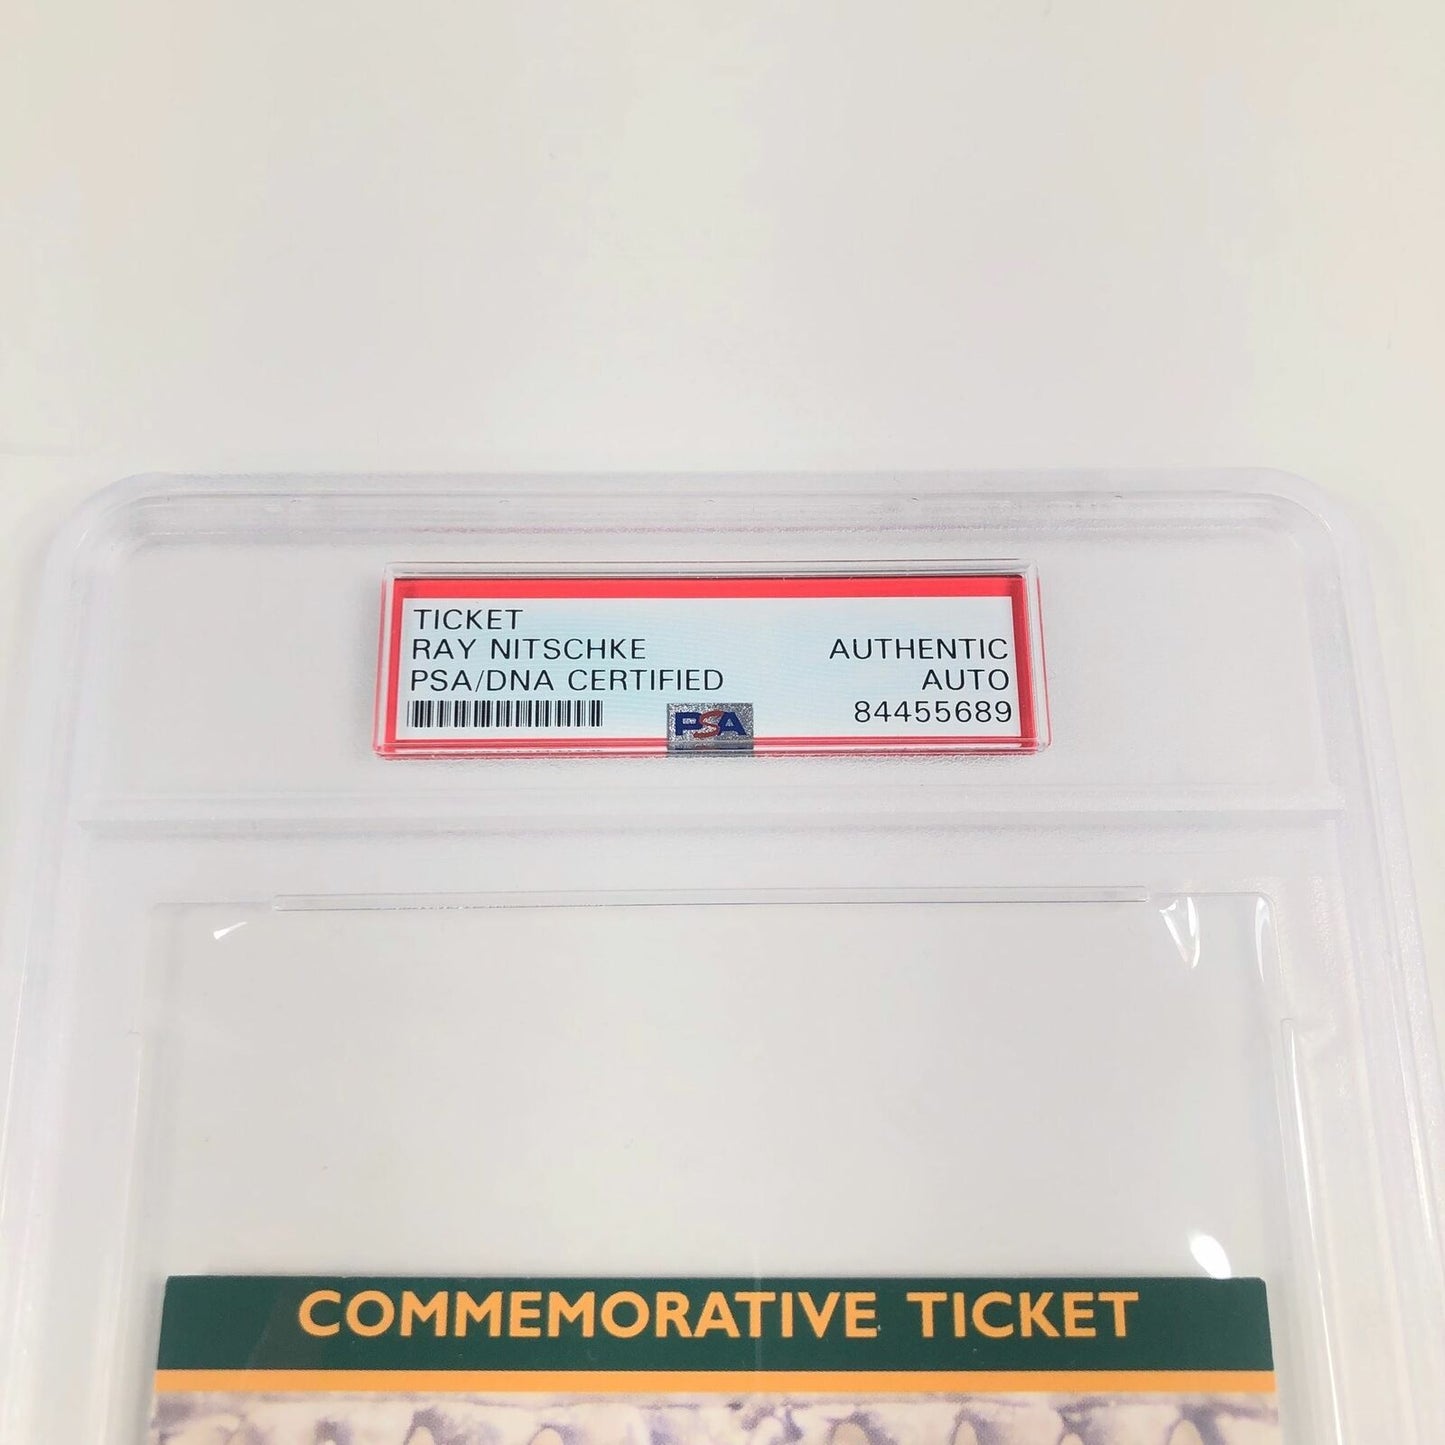 TICKET
RAY NITSCHKE
PSA/DNA CERTIFIED
AUTHENTIC
AUTO
84455689
PSA
COMMEMORATIVE TICKET